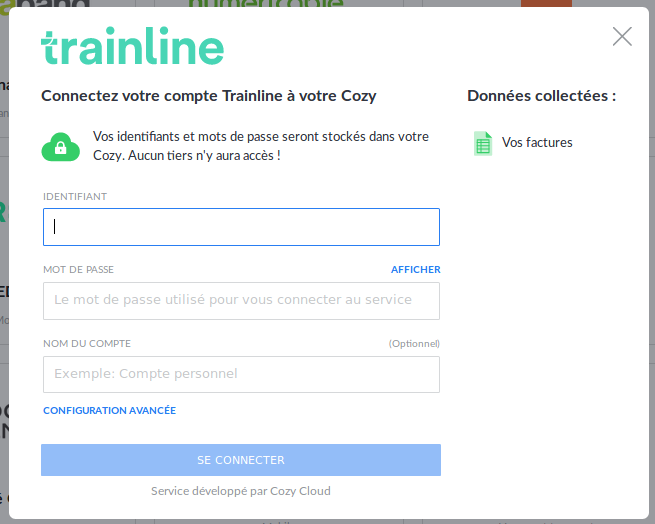 trainline
Connectez votre compte Trainline à votre Cozy
Données collectées :
Vos identifiants et mots de passe seront stockés dans votre
Cozy. Aucun tiers n'y aura accès !
Vos factures
IDENTIFIANT
MOT DE PASSE
AFFICHER
Le mot de passe utilisé pour vous connecter au service
NOM DU COMPTE
(Optionnel)
Exemple: Compte personnel
CONFIGURATION AVANCÉE
SE CONNECTER
Service développé par Cozy Cloud